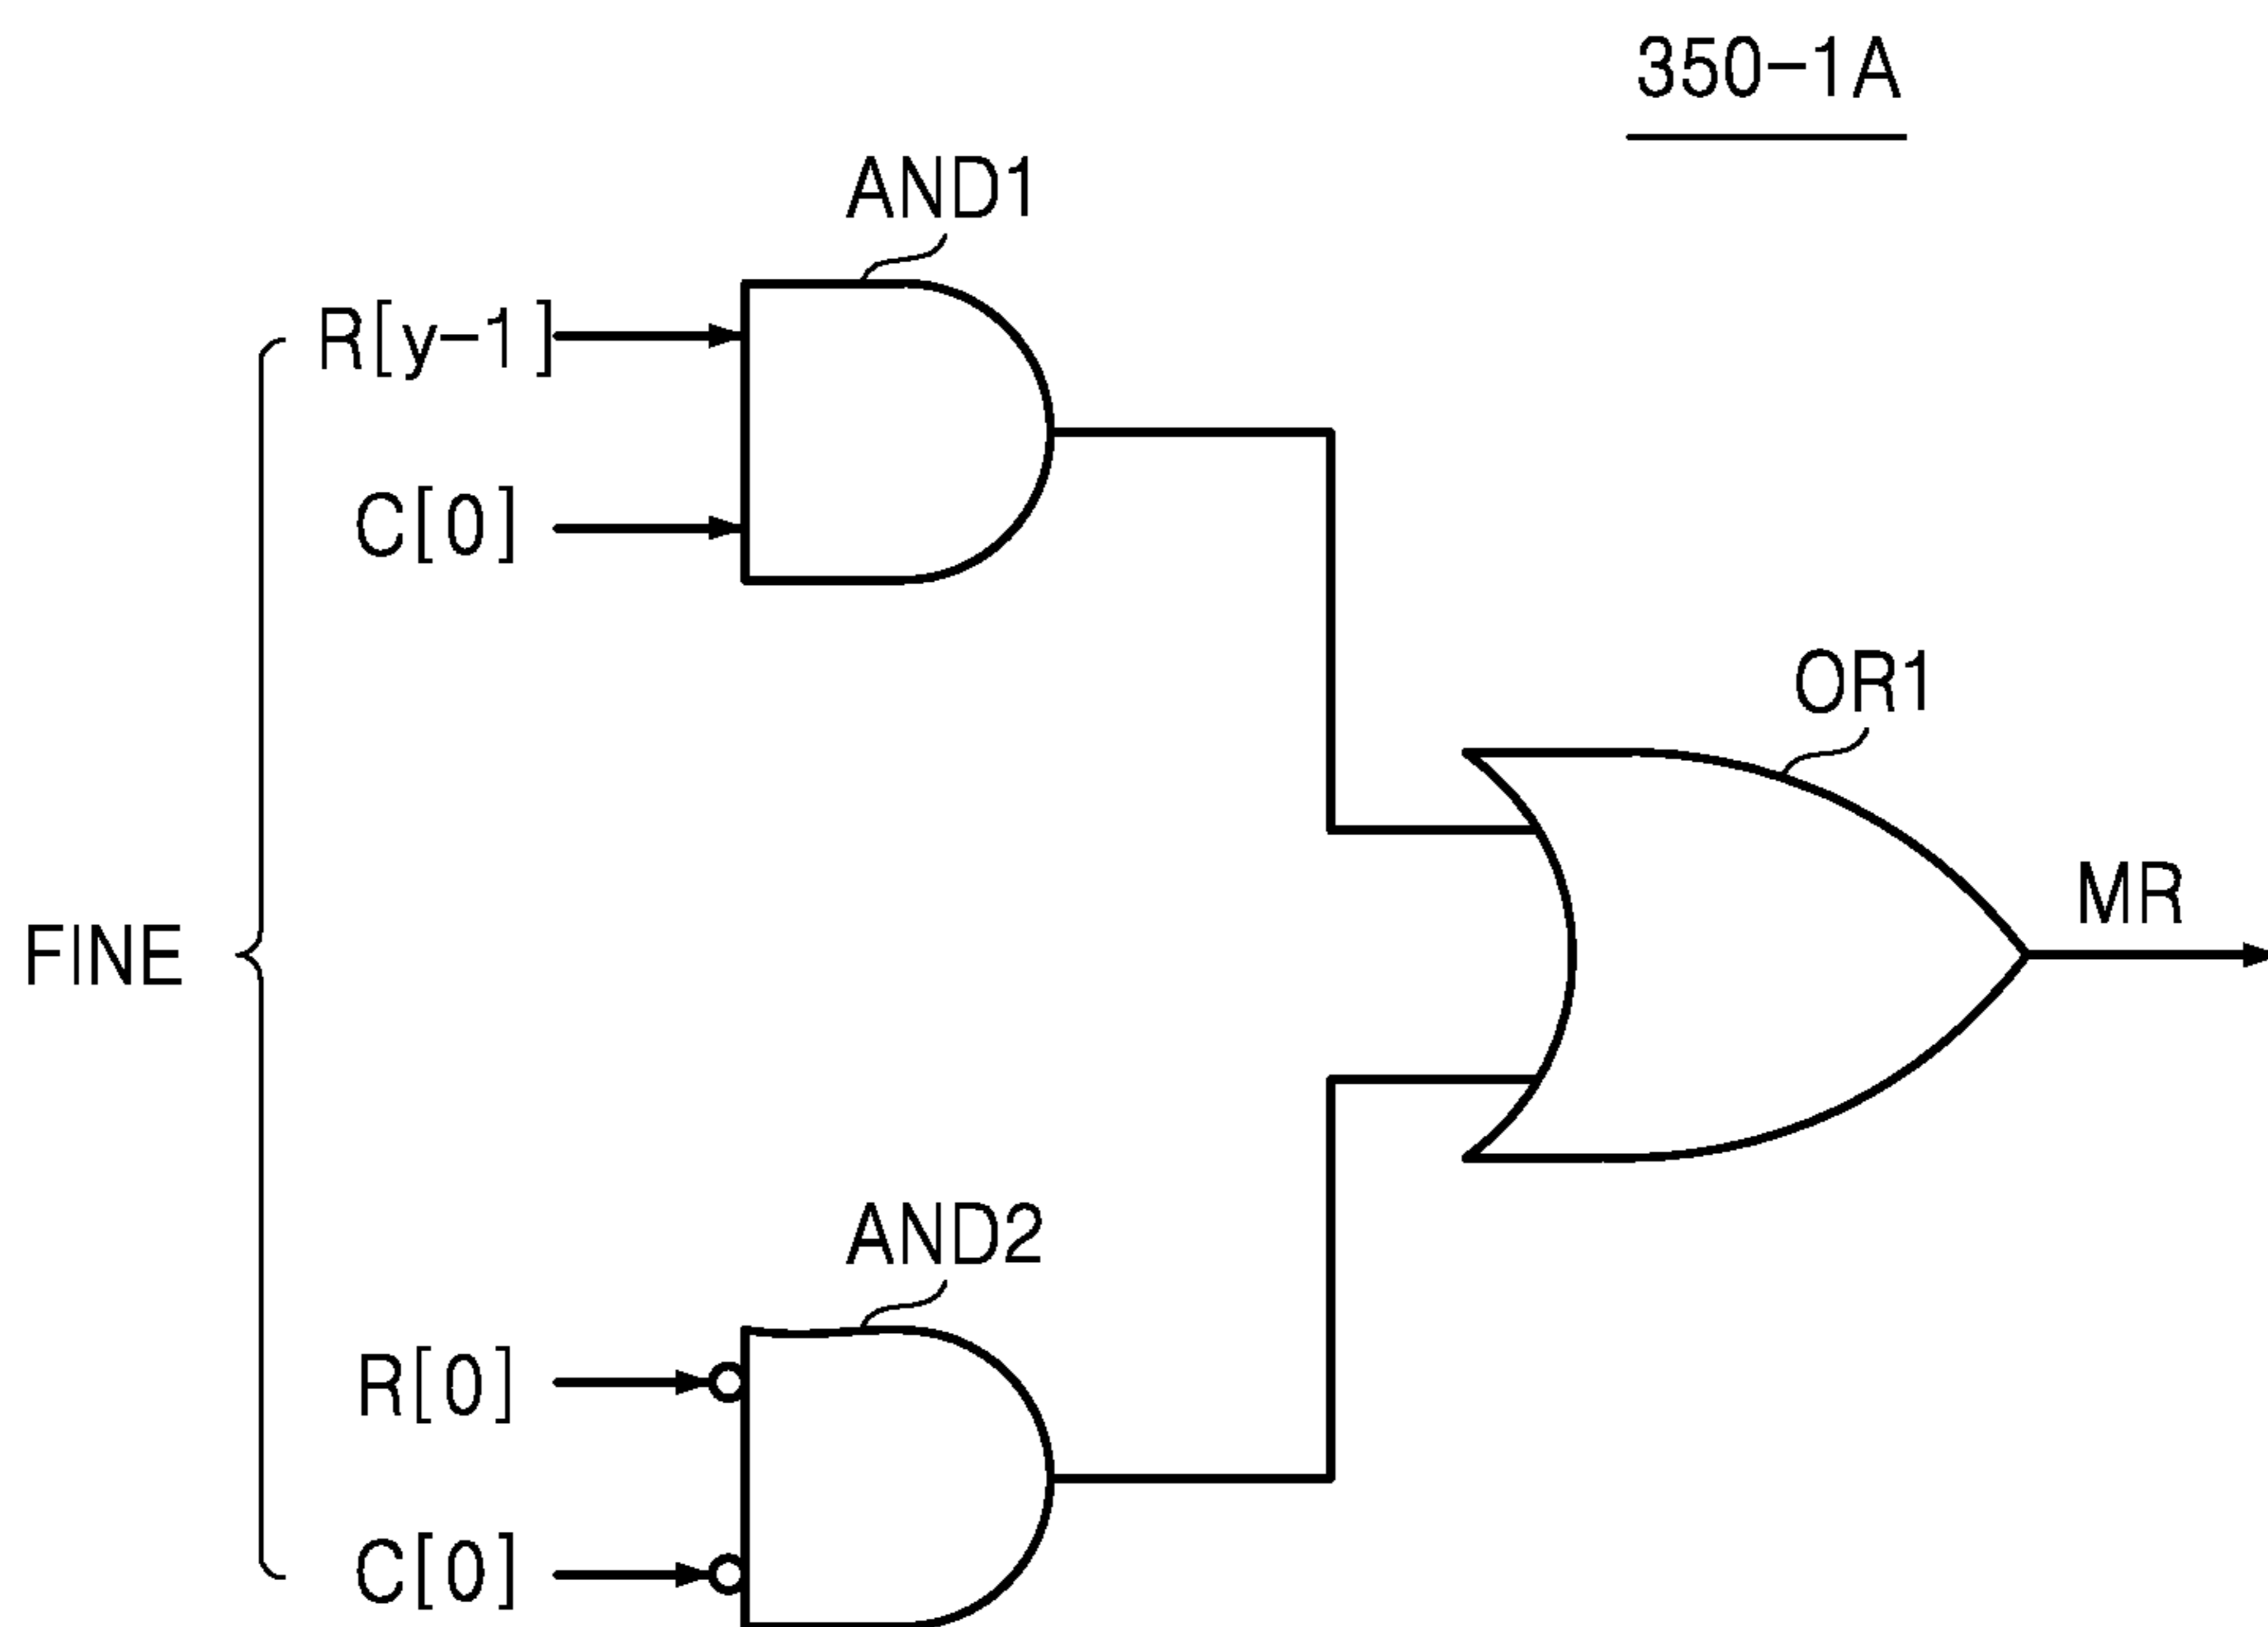 350-1A
AND1
R[y-1]
C[0]
OR1
MR
FINE
AND2
R[0]
C[0]